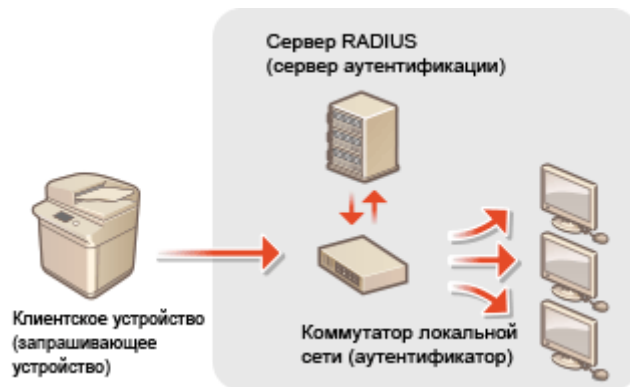 Сервер RADIUS
(сервер аутентификации)
Клиентское устройство
(запрашивающее
устройство)
Коммутатор локальной
сети (аутентификатор)